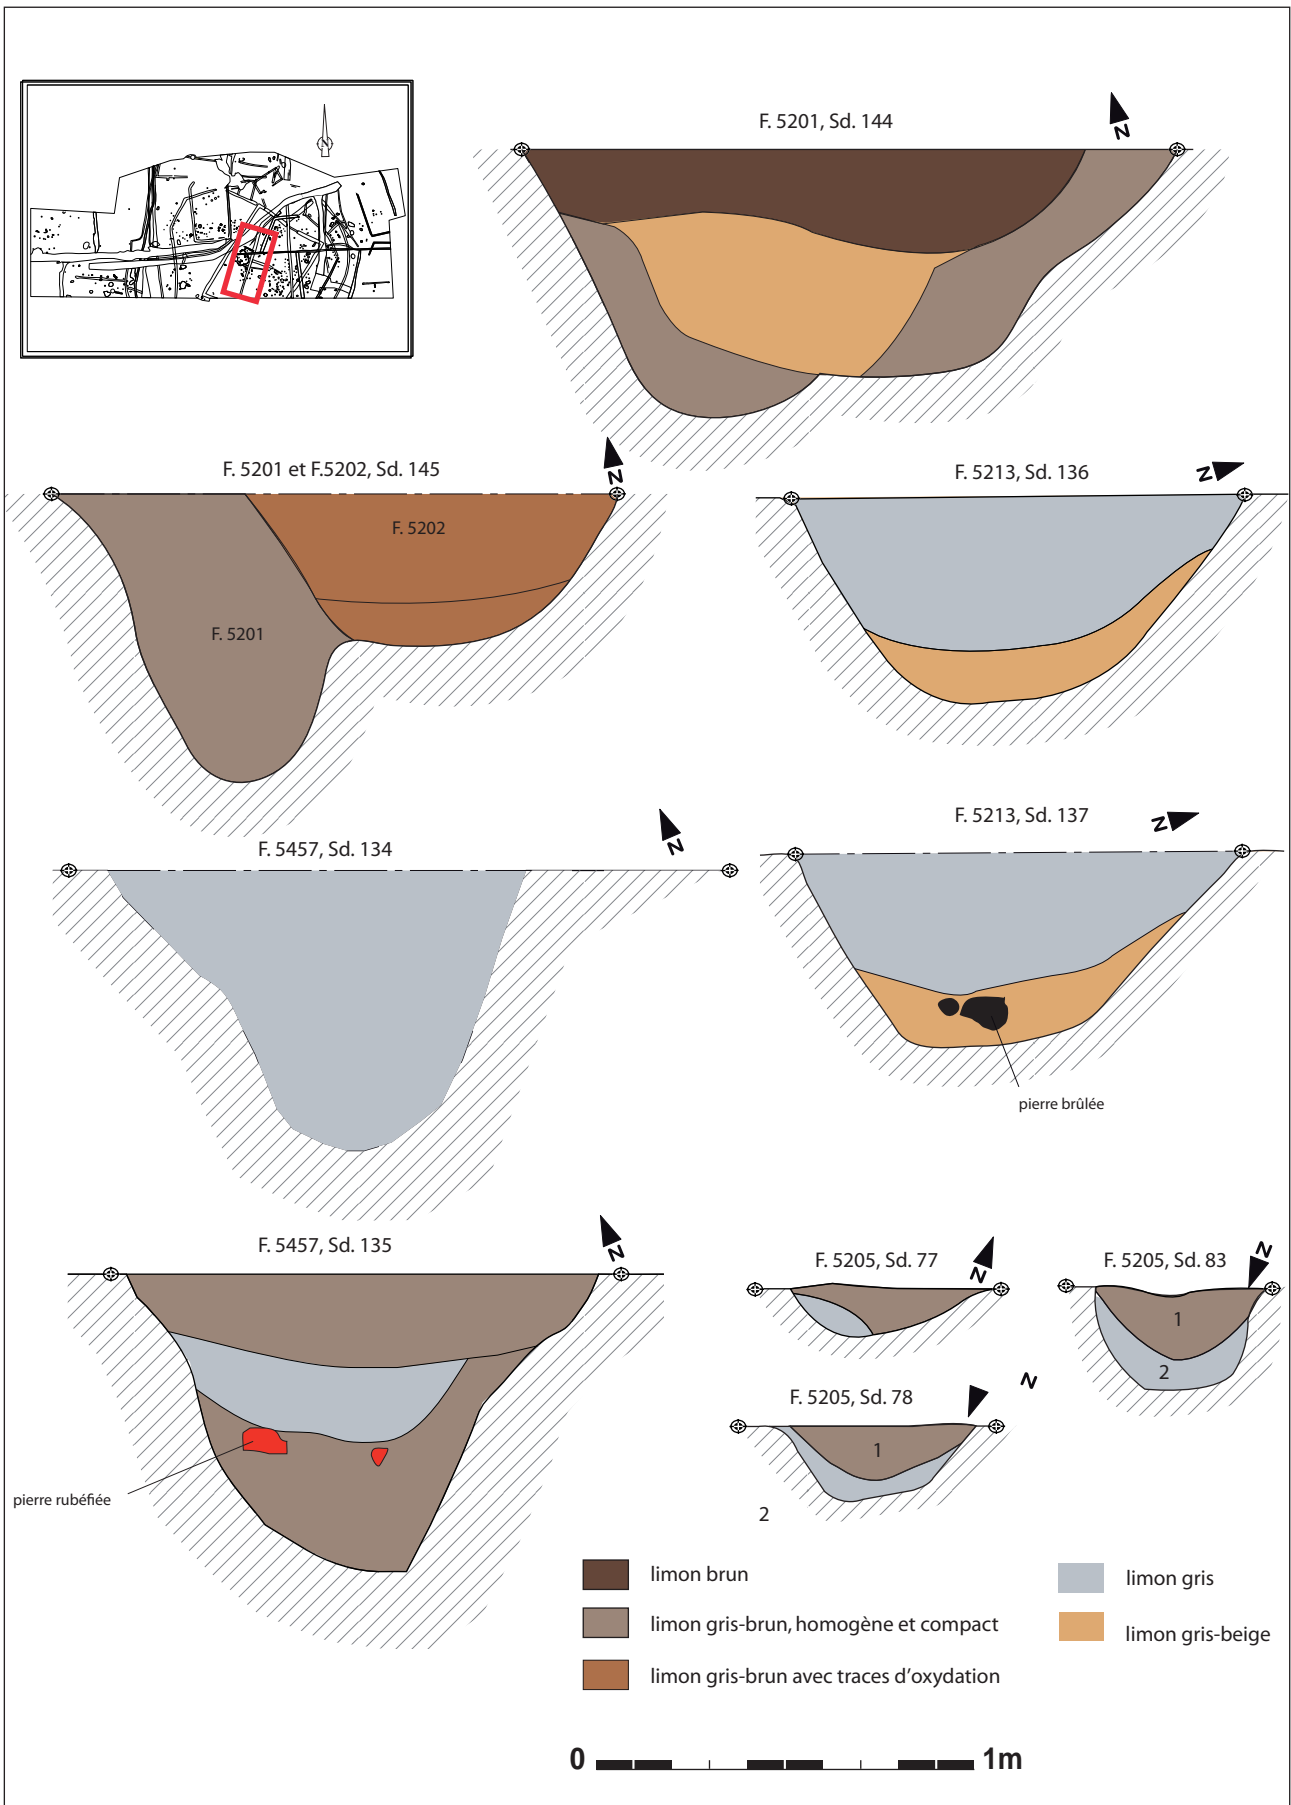 N
F. 5201, Sd. 144
N
F. 5201 et F.5202, Sd. 145
N
F. 5202
F. 5201
F. 5213, Sd. 136
N
F. 5457, Sd. 134
N
F. 5213, Sd. 137
N
pierre brûlée
F. 5457, Sd. 135
N
pierre rubéfiée
F. 5205, Sd. 77
N
F. 5205, Sd. 83
N
1
2
F. 5205, Sd. 78
N
1
2
limon brun
limon gris-brun, homogène et compact
limon gris-brun avec traces d'oxydation
limon gris
limon gris-beige
0 1m